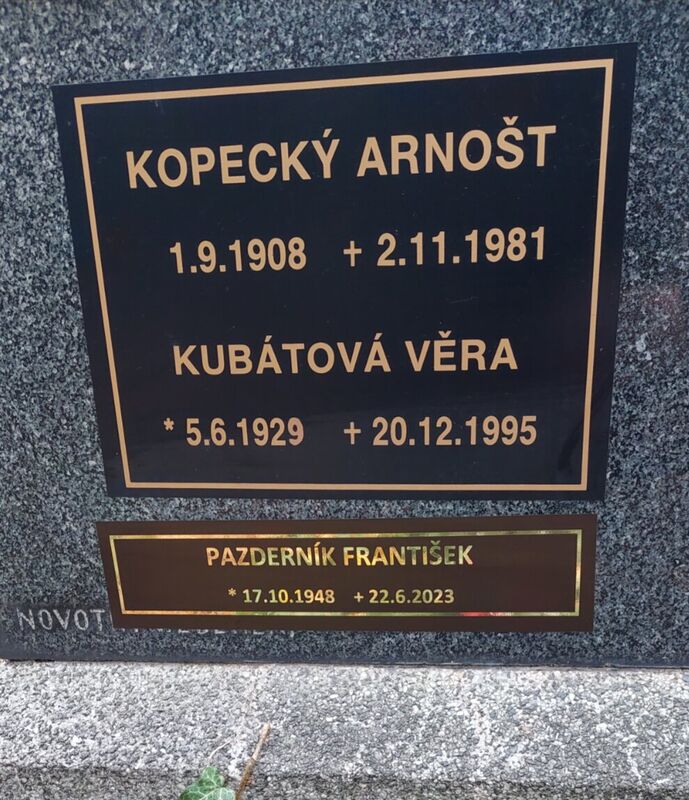 KOPECKÝ ARNOŠT
1.9.1908 + 2.11.1981
KUBÁTOVÁ VĚRA
* 5.6.1929 + 20.12.1995
PAZDERNÍK FRANTIŠEK
* 17.10.1948 + 22.6.2023